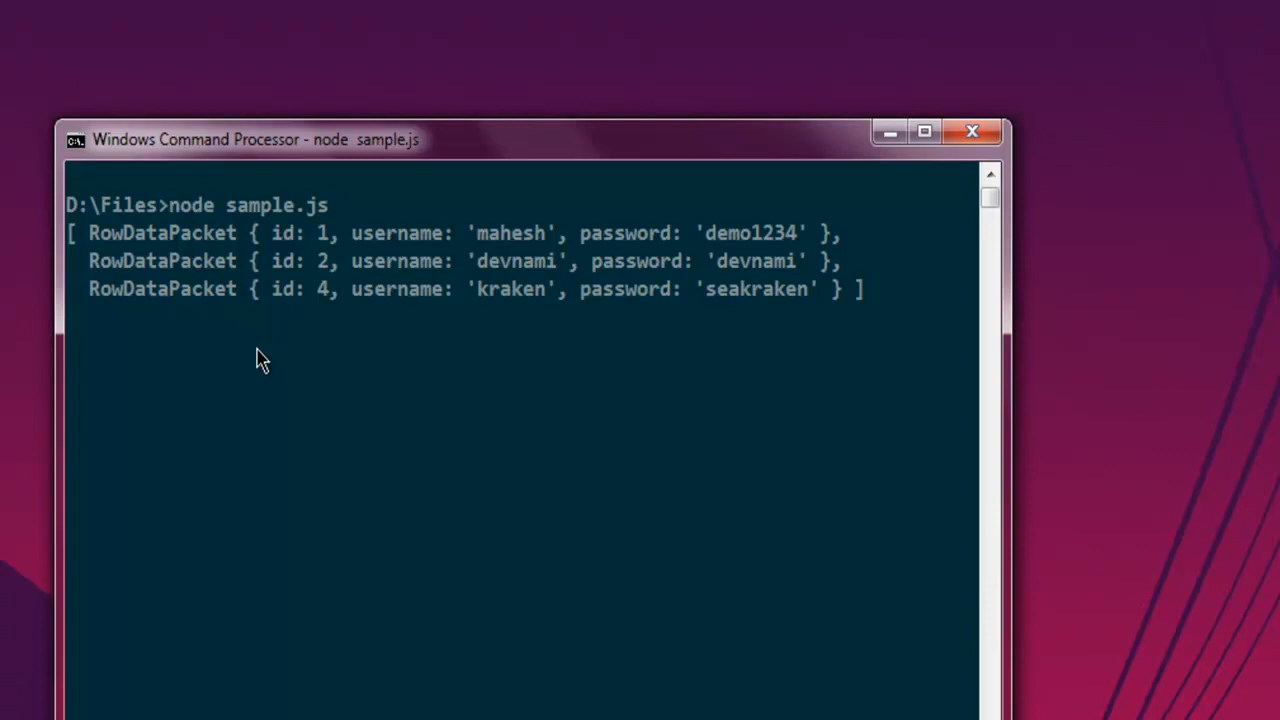 Windows Command Processor - node  sample.js
D:\Files>node sample.js
[ RowDataPacket { id: 1, username: 'mahesh', password: 'demo1234' },
  RowDataPacket { id: 2, username: 'devnami', password: 'devnami' },
  RowDataPacket { id: 4, username: 'kraken', password: 'seakraken' } ]